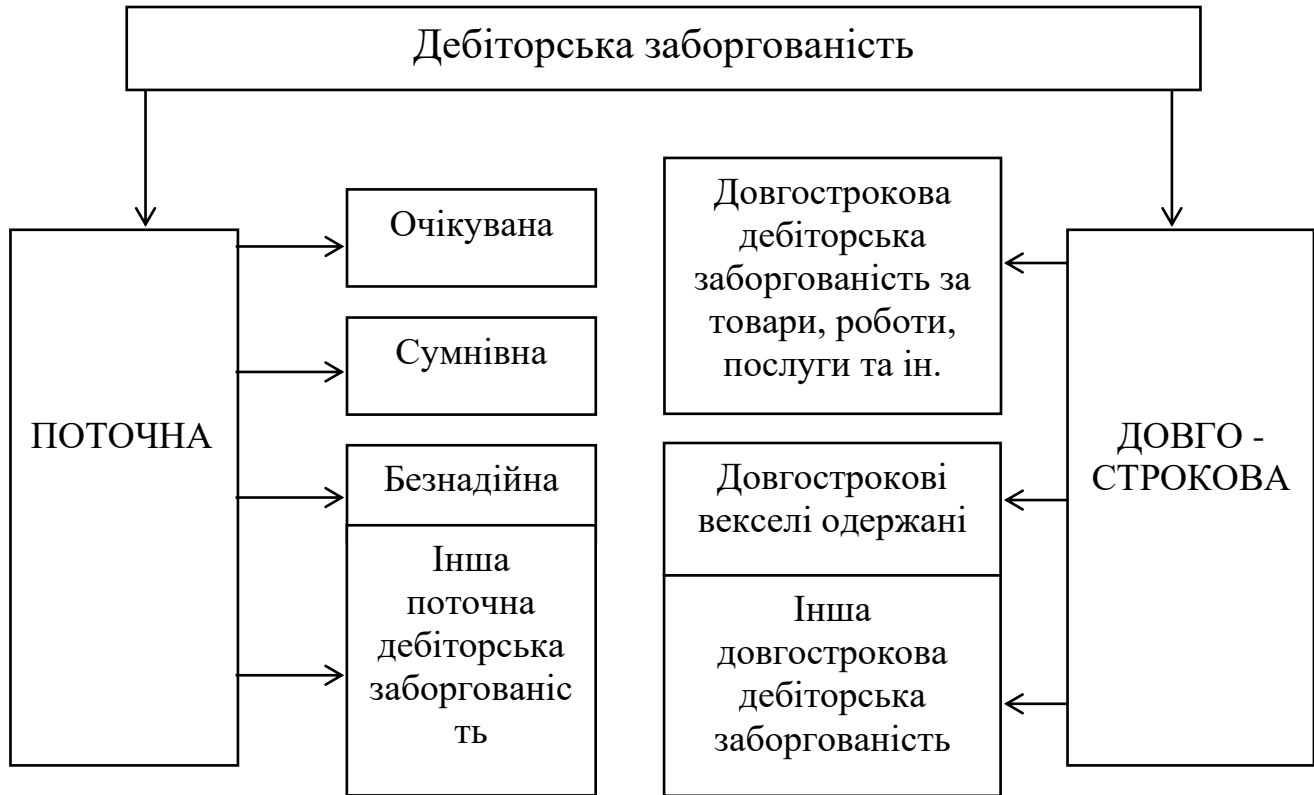 Дебіторська заборгованість
ПОТОЧНА
Очікувана
Сумнівна
Безнадійна
Інша
поточна
дебіторська
заборгованіс
ть
Довгострокова
дебіторська
заборгованість за
товари, роботи,
послуги та ін.
Довгострокові
векселі одержані
Інша
довгострокова
дебіторська
заборгованість
ДОВГО -
СТРОКОВА